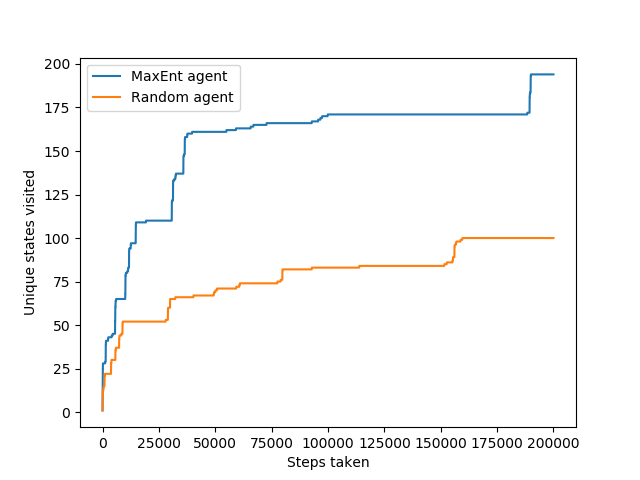 MaxEnt agent
Random agent
Unique states visited
200
175
150
125
100
75
50
25
0
0 25000 50000 75000 100000 125000 150000 175000 200000
Steps taken